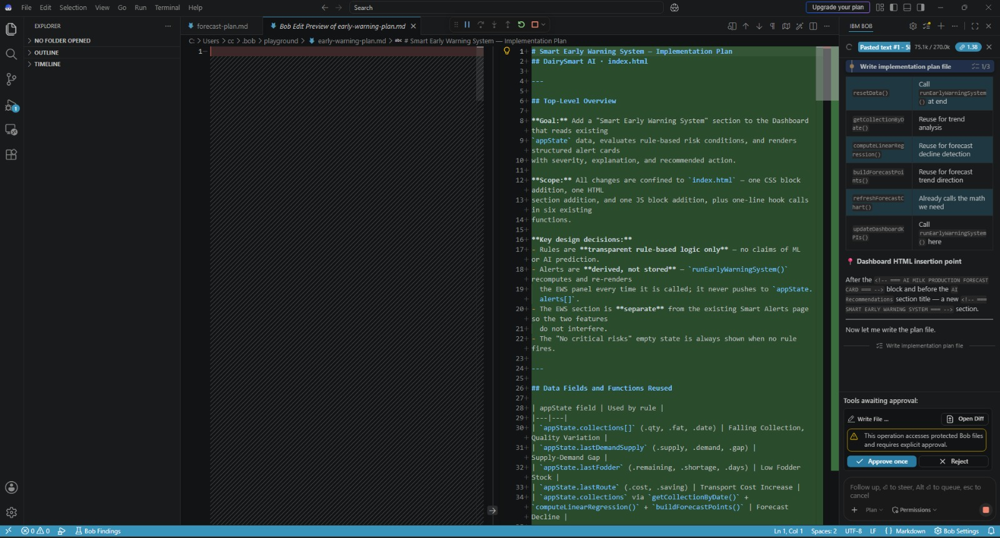 File Edit Selection View Go Run Terminal Help
Search
Upgrade your plan
EXPLORER
NO FOLDER OPENED
OUTLINE
TIMELINE
1
forecast-plan.md
Bob Edit Preview of early-warning-plan.md
C: > Users > cc > .bob > playground > early-warning-plan.md > # Smart Early Warning System — Implementation Plan
1-
1+ # Smart Early Warning System — Implementation Plan
2+ ## DairySmart AI · index.html
3+
4+ ---
5+
6+ ## Top-Level Overview
7+
8+ **Goal:** Add a "Smart Early Warning System" section to the Dashboard
+ that reads existing
9+ `appState` data, evaluates rule-based risk conditions, and renders
+ structured alert cards
10+ with severity, explanation, and recommended action.
11+
12+ **Scope:** All changes are confined to `index.html` — one CSS block
+ addition, one HTML
13+ section addition, and one JS block addition, plus one-line hook calls
+ in six existing
14+ functions.
15+
16+ **Key design decisions:**
17+ - Rules are **transparent rule-based logic only** — no claims of ML
+ or AI prediction.
18+ - Alerts are **derived, not stored** — `runEarlyWarningSystem()`
+ recomputes and re-renders
19+ the EWS panel every time it is called; it never pushes to `appState.
+ alerts[]`.
20+ - The EWS section is **separate** from the existing Smart Alerts page
+ so the two features
21+ do not interfere.
22+ - The "No critical risks" empty state is always shown when no rule
+ fires.
23+
24+ ---
25+
26+ ## Data Fields and Functions Reused
27+
28+ | appState field | Used by rule |
29+ |---|---|
30+ | `appState.collections[]` (.qty, .fat, .date) | Falling Collection,
+ Quality Variation |
31+ | `appState.lastDemandSupply` (.supply, .demand, .gap) |
+ Supply-Demand Gap |
32+ | `appState.lastFodder` (.remaining, .shortage, .days) | Low Fodder
+ Stock |
33+ | `appState.lastRoute` (.cost, .saving) | Transport Cost Increase |
34+ | `appState.collections` via `getCollectionByDate()` +
+ `computeLinearRegression()` + `buildForecastPoints()` | Forecast
+ Decline |
IBM BOB
Pasted text #1 - 5
75.1k / 270.0k
1.38
Write implementation plan file 1/3
resetData() Call runEarlyWarningSystem() at end
getCollectionByDate() Reuse for trend analysis
computeLinearRegression() Reuse for forecast decline detection
buildForecastPoints() Reuse for forecast trend direction
refreshForecastChart() Already calls the math we need
updateDashboardKPIs() Call runEarlyWarningSystem() here
📍 Dashboard HTML insertion point
After the <!-- === AI MILK PRODUCTION FORECAST
CARD === --> block and before the AI
Recommendations section title — a new <!-- ===
SMART EARLY WARNING SYSTEM === --> section.
Now let me write the plan file.
Write implementation plan file
Tools awaiting approval:
Write File ...
Open Diff
This operation accesses protected Bob files
and requires explicit approval.
Approve once
Reject
Follow up, ⏎ to steer, Alt ⏎ to queue, esc to
cancel
Plan
Permissions
0 0
Bob Findings
Ln 1, Col 1 Spaces: 2 UTF-8 LF {} Markdown Bob Settings